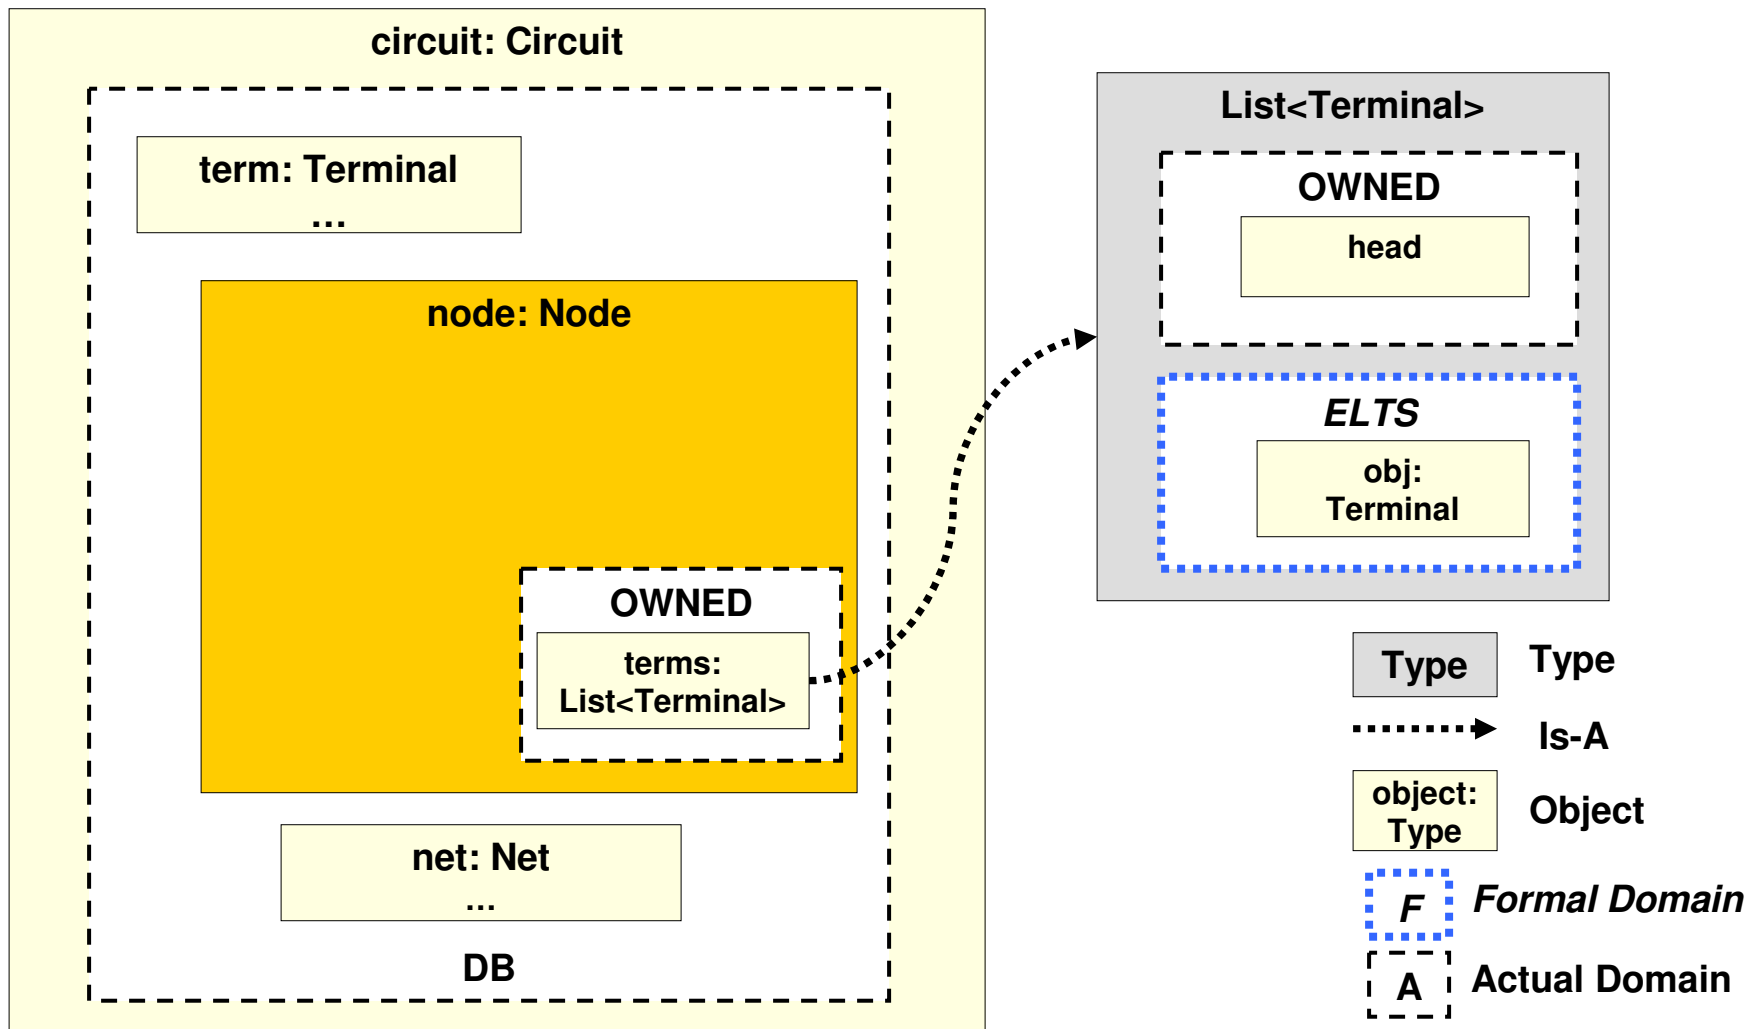 circuit: Circuit
term: Terminal
...
node: Node
OWNED
terms:
List<Terminal>
net: Net
...
DB
List<Terminal>
OWNED
head
ELTS
obj:
Terminal
Type Type
Is-A
object:
Type
Object
F Formal Domain
A Actual Domain